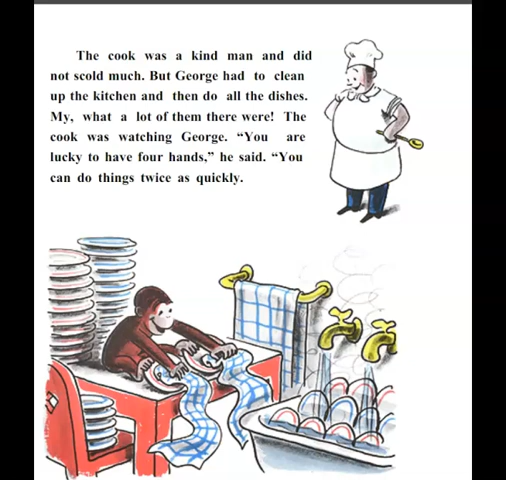 The cook was a kind man and did
not scold much. But George had to clean
up the kitchen and then do all the dishes.
My, what a lot of them there were! The
cook was watching George. “You are
lucky to have four hands,” he said. “You
can do things twice as quickly.